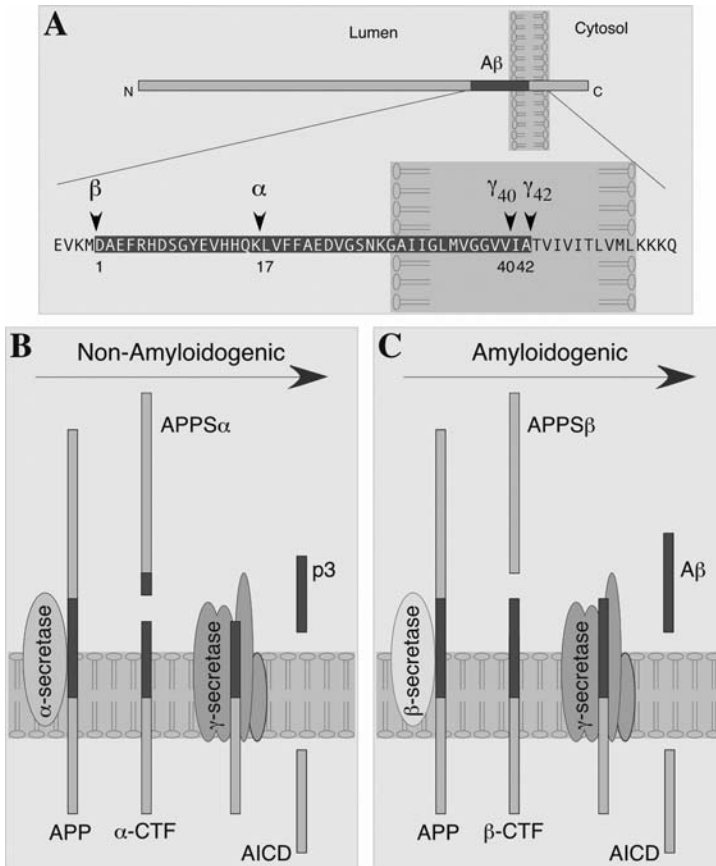 A
Lumen
Cytosol
Aβ
N
C
β
α
γ40
γ42
EVKMDAEFRHDSGYEVHHQKLVFFAEDVGSNKGAIIGLMVGGVVIATVIVITLVMLKKKQ
1
17
40 42
B
Non-Amyloidogenic
APPSα
p3
α-secretase
γ-secretase
APP
α-CTF
AICD
C
Amyloidogenic
APPSβ
Aβ
β-secretase
γ-secretase
APP
β-CTF
AICD